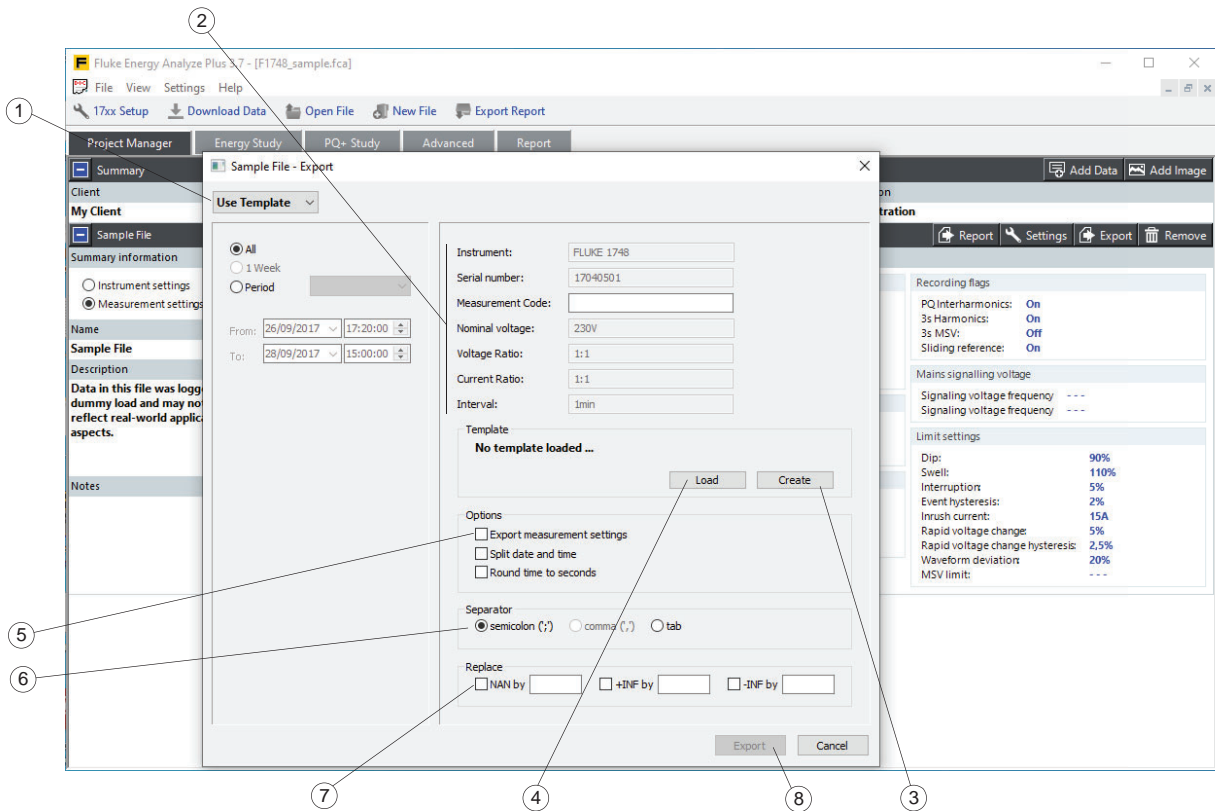 2
Fluke Energy Analyze Plus 3.7 - [F1748_sample.fca]
File View Settings Help
1
17xx Setup Download Data Open File New File Export Report
Project Manager Energy Study PQ+ Study Advanced Report
Summary
Add Data Add Image
Client
My Client
Sample File
Report Settings Export Remove
Summary information
Instrument settings
Measurement settings
Name
Sample File
Description
Data in this file was logg
dummy load and may no
reflect real-world applic
aspects.
Notes
on
tration
Sample File - Export
Use Template
All
1 Week
Period
From: 26/09/2017 17:20:00
To: 28/09/2017 15:00:00
Instrument: FLUKE 1748
Serial number: 17040501
Measurement Code:
Nominal voltage: 230V
Voltage Ratio: 1:1
Current Ratio: 1:1
Interval: 1min
Template
No template loaded ...
Load Create
Options
Export measurement settings
Split date and time
Round time to seconds
Separator
semicolon (';') comma (',') tab
Replace
NAN by +INF by -INF by
Export Cancel
Recording flags
PQ Interharmonics: On
3s Harmonics: On
3s MSV: Off
Sliding reference: On
Mains signalling voltage
Signaling voltage frequency ---
Signaling voltage frequency ---
Limit settings
Dip: 90%
Swell: 110%
Interruption: 5%
Event hysteresis: 2%
Inrush current: 15A
Rapid voltage change: 5%
Rapid voltage change hysteresis: 2,5%
Waveform deviation: 20%
MSV limit: ---
5
6
7
4
8
3